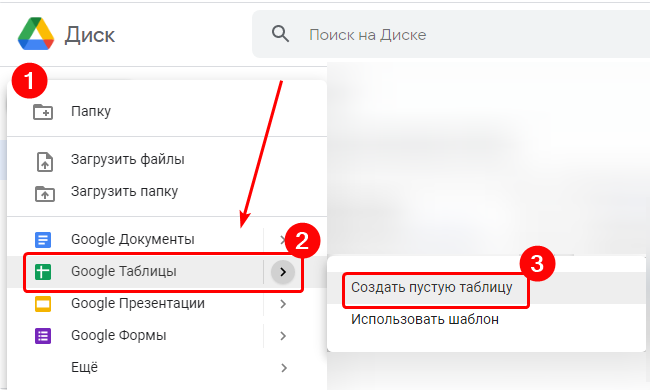 Диск
Поиск на Диске
1
Папку
Загрузить файлы
Загрузить папку
Google Документы
2
Google Таблицы
3
Создать пустую таблицу
Google Презентации
Использовать шаблон
Google Формы
Ещё